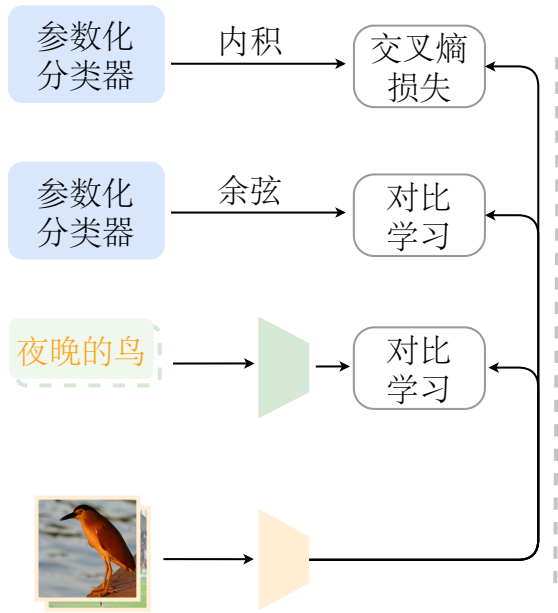 参数化
分类器
内积
交叉熵
损失
参数化
分类器
余弦
对比
学习
夜晚的鸟
对比
学习